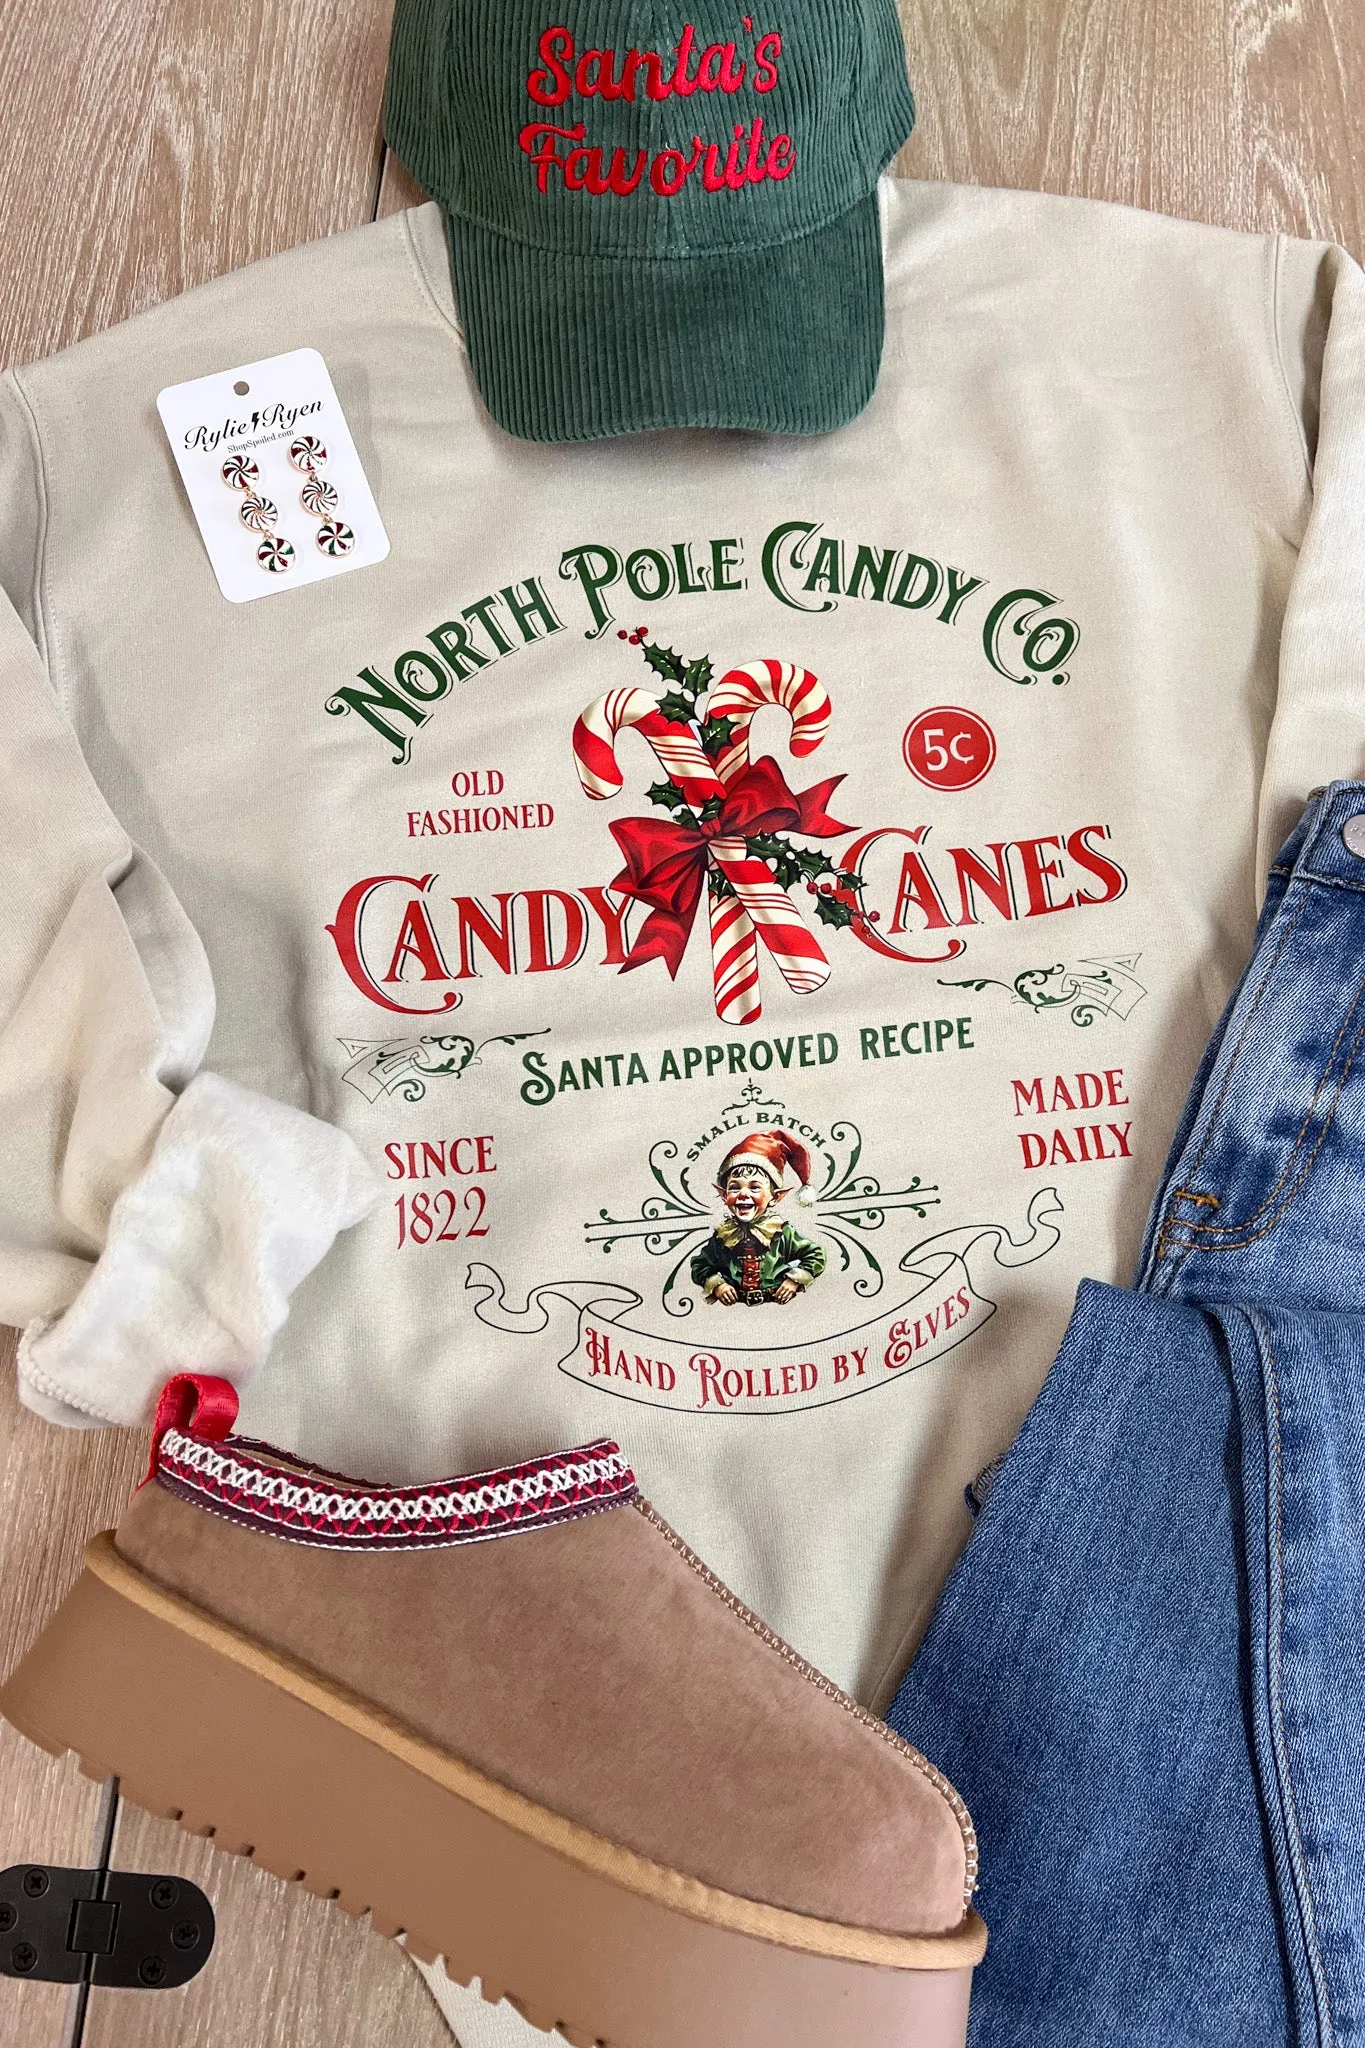 Santa's
Favorite
Rylie Ryen
ShopSpoiled.com
NORTH POLE CANDY CO.
5¢
OLD
FASHIONED
CANDY CANES
SANTA APPROVED RECIPE
SMALL BATCH
SINCE
1822
MADE
DAILY
HAND ROLLED BY ELVES